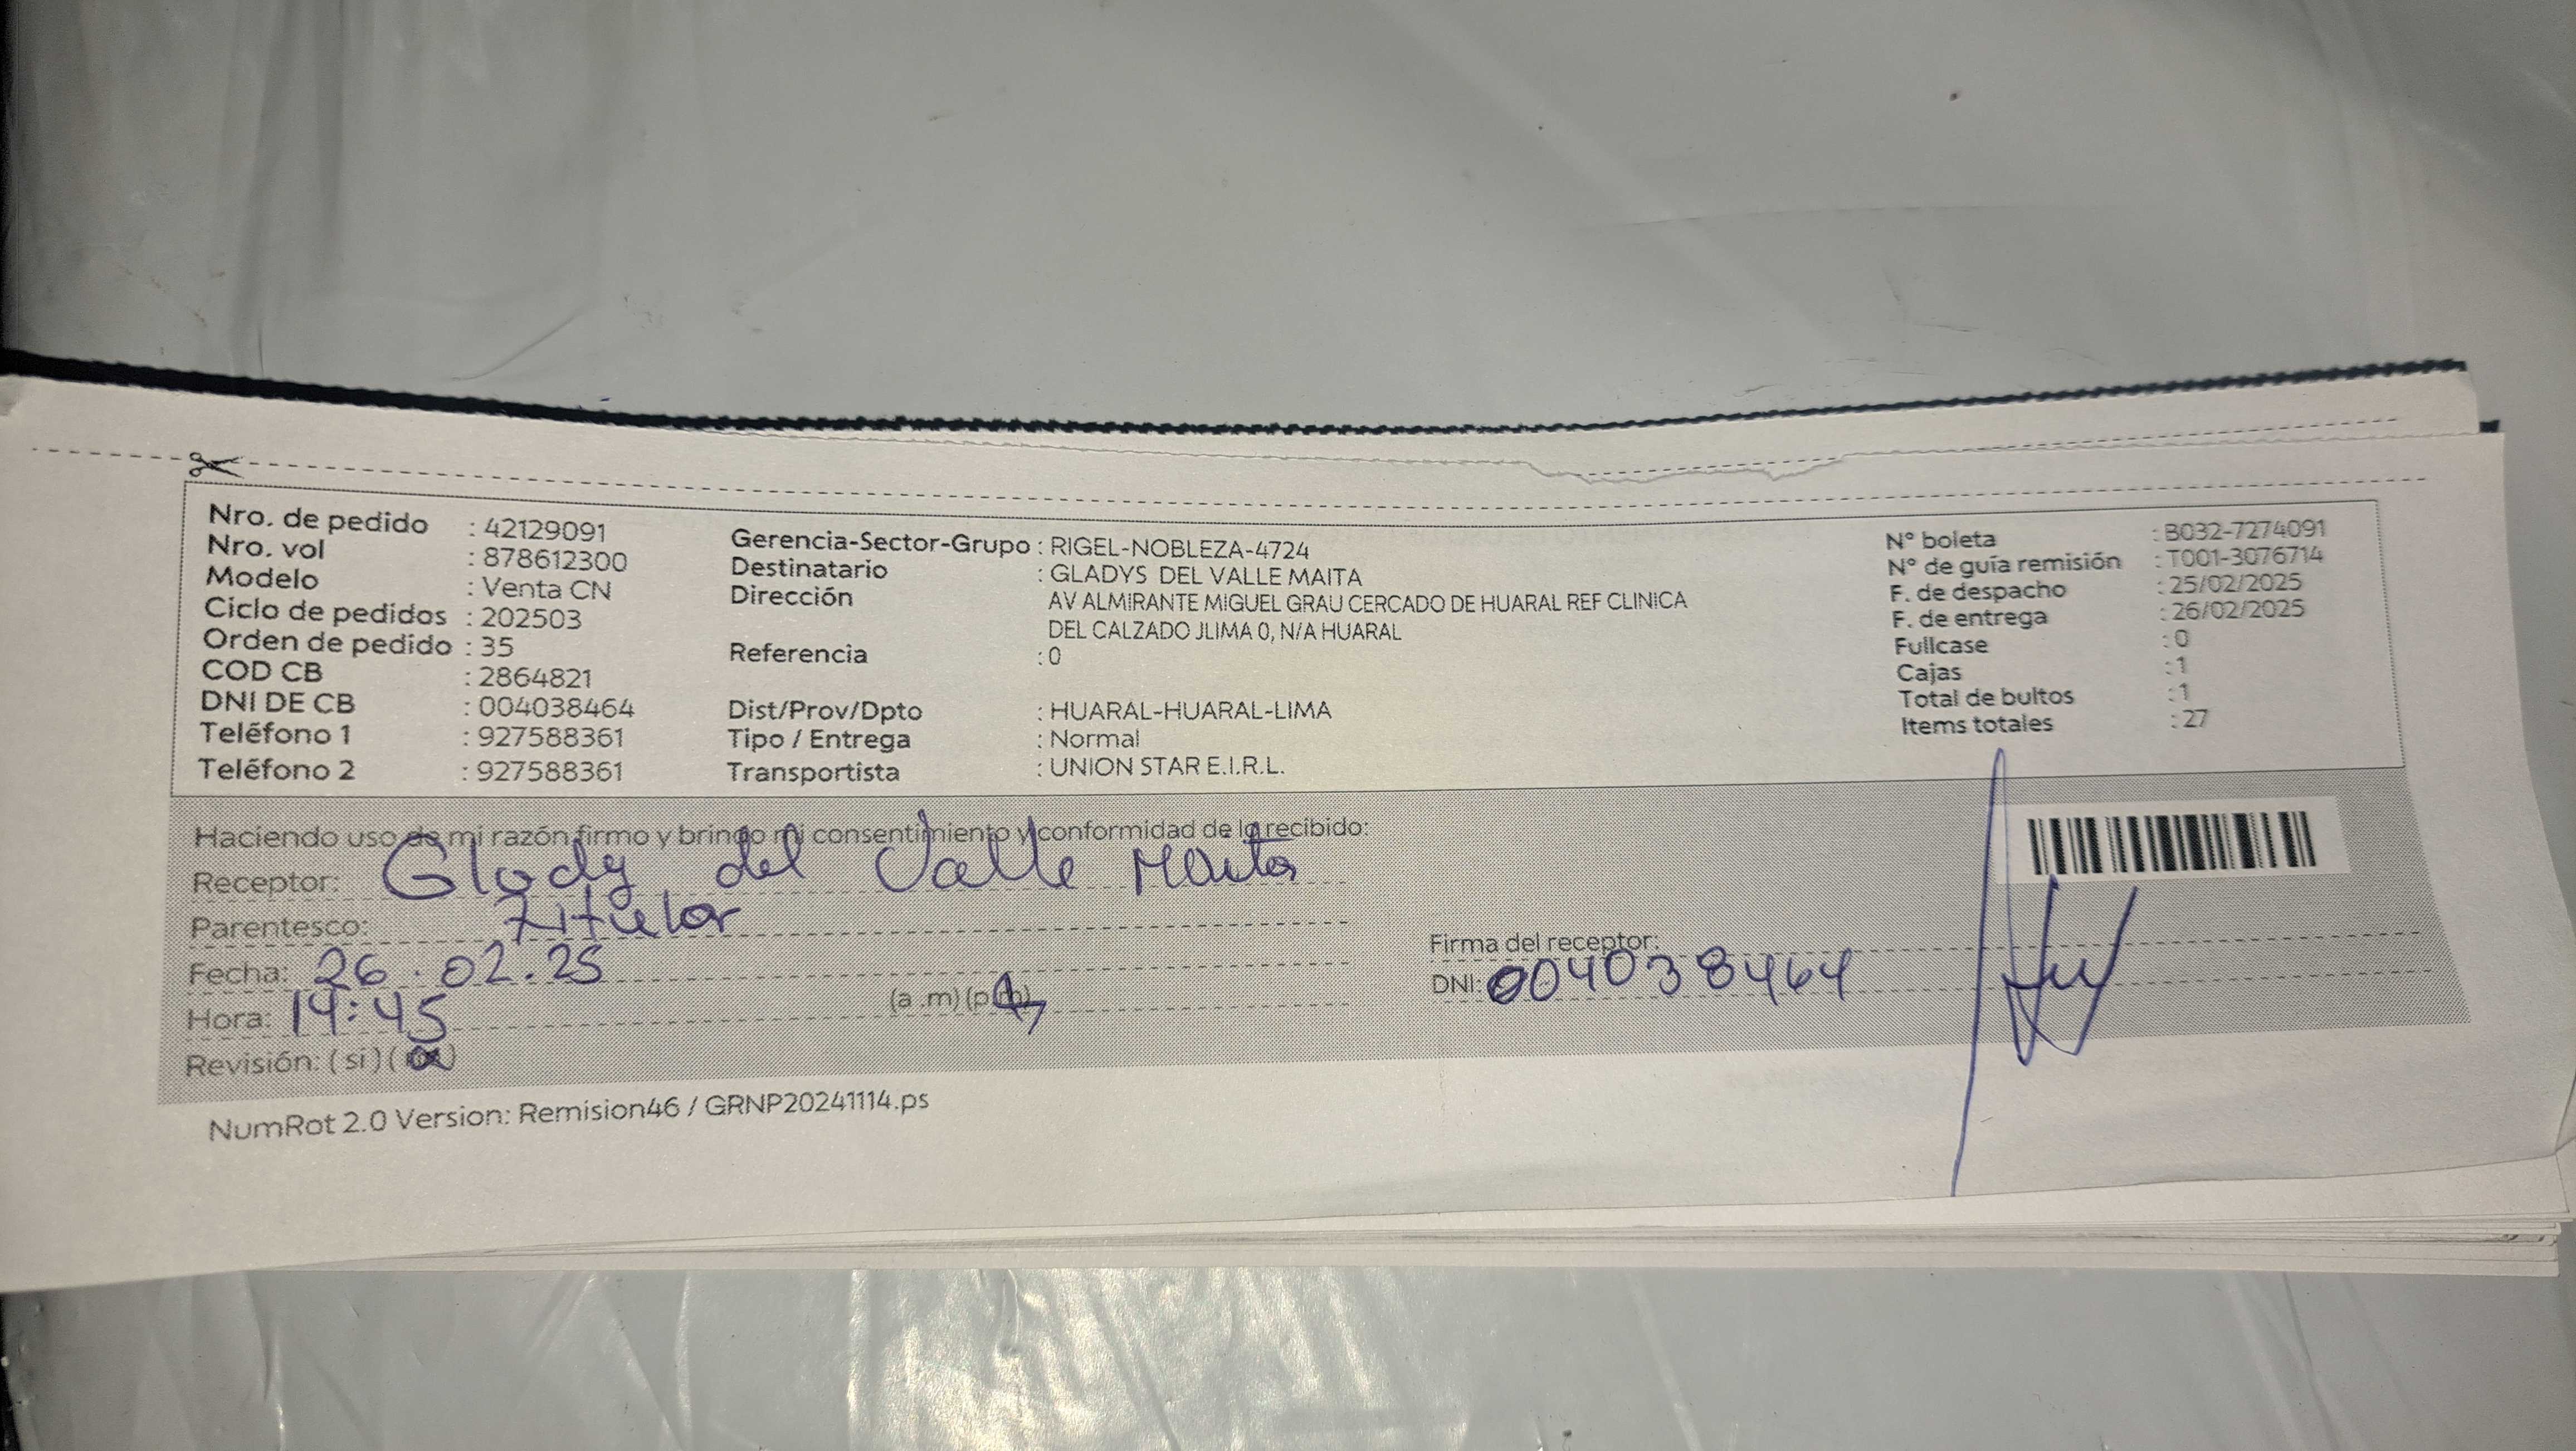 Nro. de pedido : 42129091
Nro. vol : 878612300
Modelo : Venta CN
Ciclo de pedidos : 202503
Orden de pedido : 35
COD CB : 2864821
DNI DE CB : 004038464
Teléfono 1 : 927588361
Teléfono 2 : 927588361
Gerencia-Sector-Grupo : RIGEL-NOBLEZA-4724
Destinatario : GLADYS DEL VALLE MAITA
Dirección AV ALMIRANTE MIGUEL GRAU CERCADO DE HUARAL REF CLINICA
DEL CALZADO JLIMA 0, N/A HUARAL
Referencia : 0
Dist/Prov/Dpto : HUARAL-HUARAL-LIMA
Tipo / Entrega : Normal
Transportista : UNION STAR E.I.R.L.
N° boleta : B032-7274091
N° de guía remisión : T001-3076714
F. de despacho : 25/02/2025
F. de entrega : 26/02/2025
Fullcase : 0
Cajas : 1
Total de bultos : 1
Items totales : 27
Haciendo uso de mi razón firmo y brindo mi consentimiento y conformidad de lo recibido:
Receptor: Glady del Valle Maita
Parentesco: titular
Fecha: 26.02.25
Hora: 14:45 (a.m) (p.m)
Revisión: (si) (no)
Firma del receptor:
DNI: 004038464
NumRot 2.0 Version: Remision46 / GRNP20241114.ps